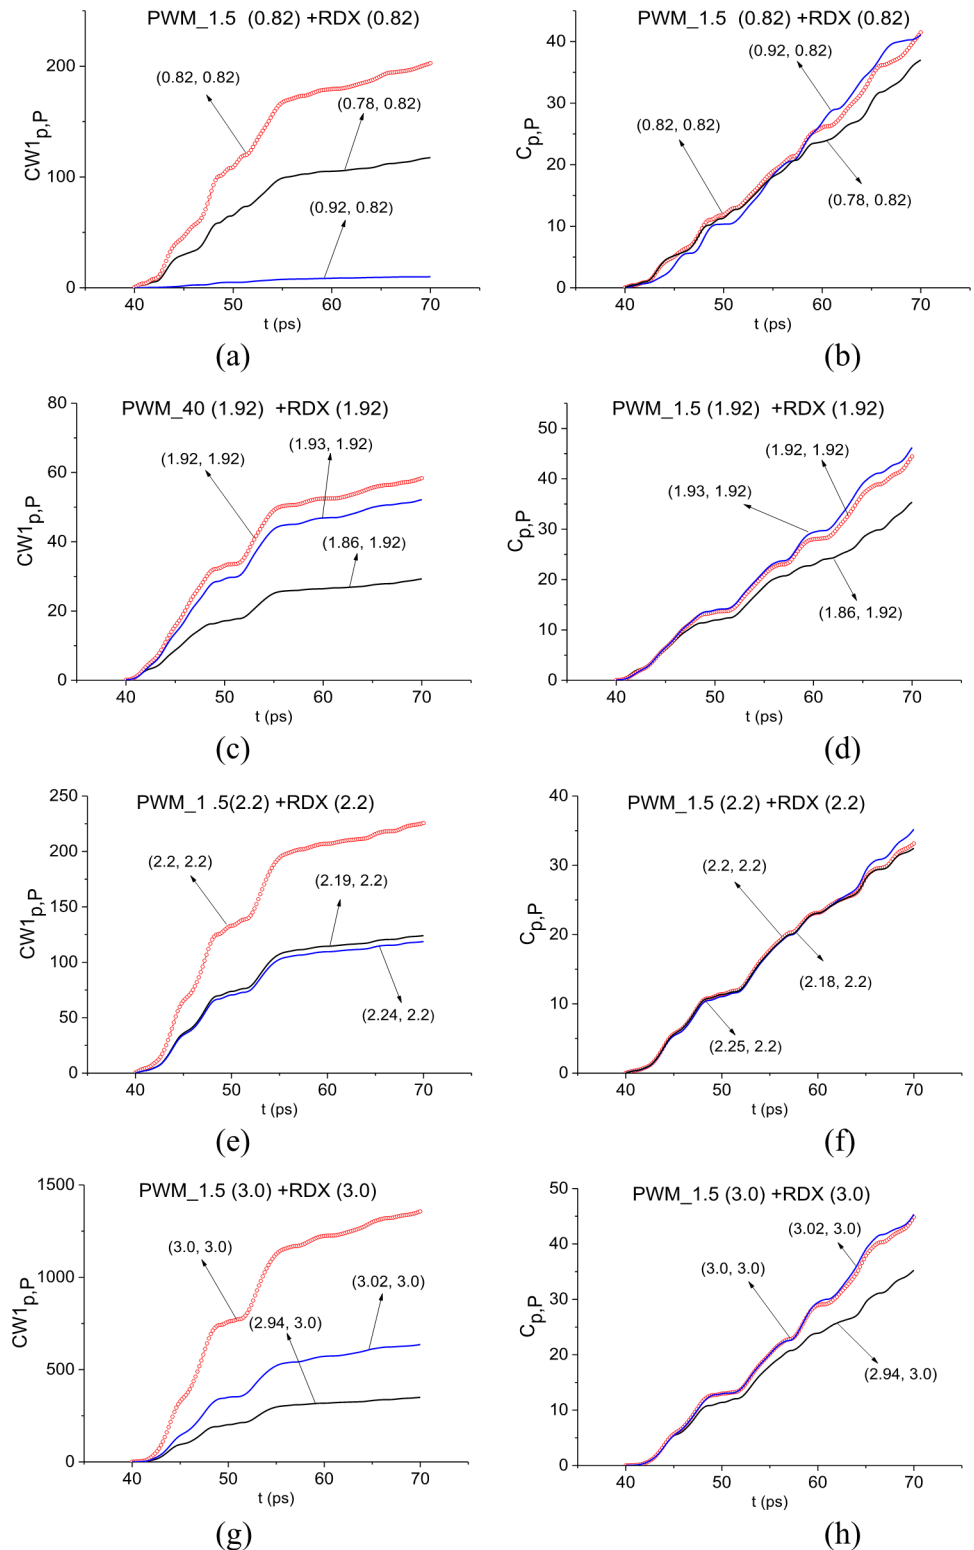 PWM_1.5 (0.82) +RDX (0.82)
CW1p,P
200
100
0
(0.82, 0.82)
(0.78, 0.82)
(0.92, 0.82)
40 50 60 70
t (ps)
(a)
PWM_1.5 (0.82) +RDX (0.82)
Cp,P
40
30
20
10
0
(0.92, 0.82)
(0.82, 0.82)
(0.78, 0.82)
40 50 60 70
t (ps)
(b)
PWM_40 (1.92) +RDX (1.92)
CW1p,P
80
60
40
20
0
(1.93, 1.92)
(1.92, 1.92)
(1.86, 1.92)
40 50 60 70
t (ps)
(c)
PWM_1.5 (1.92) +RDX (1.92)
Cp,P
50
40
30
20
10
0
(1.92, 1.92)
(1.93, 1.92)
(1.86, 1.92)
40 50 60 70
t (ps)
(d)
PWM_1 .5(2.2) +RDX (2.2)
CW1p,P
250
200
150
100
50
0
(2.2, 2.2)
(2.19, 2.2)
(2.24, 2.2)
40 50 60 70
t (ps)
(e)
PWM_1.5 (2.2) +RDX (2.2)
Cp,P
40
30
20
10
0
(2.2, 2.2)
(2.18, 2.2)
(2.25, 2.2)
40 50 60 70
t (ps)
(f)
PWM_1.5 (3.0) +RDX (3.0)
CW1p,P
1500
1000
500
0
(3.0, 3.0)
(3.02, 3.0)
(2.94, 3.0)
40 50 60 70
t (ps)
(g)
PWM_1.5 (3.0) +RDX (3.0)
Cp,P
50
40
30
20
10
0
(3.02, 3.0)
(3.0, 3.0)
(2.94, 3.0)
40 50 60 70
t (ps)
(h)